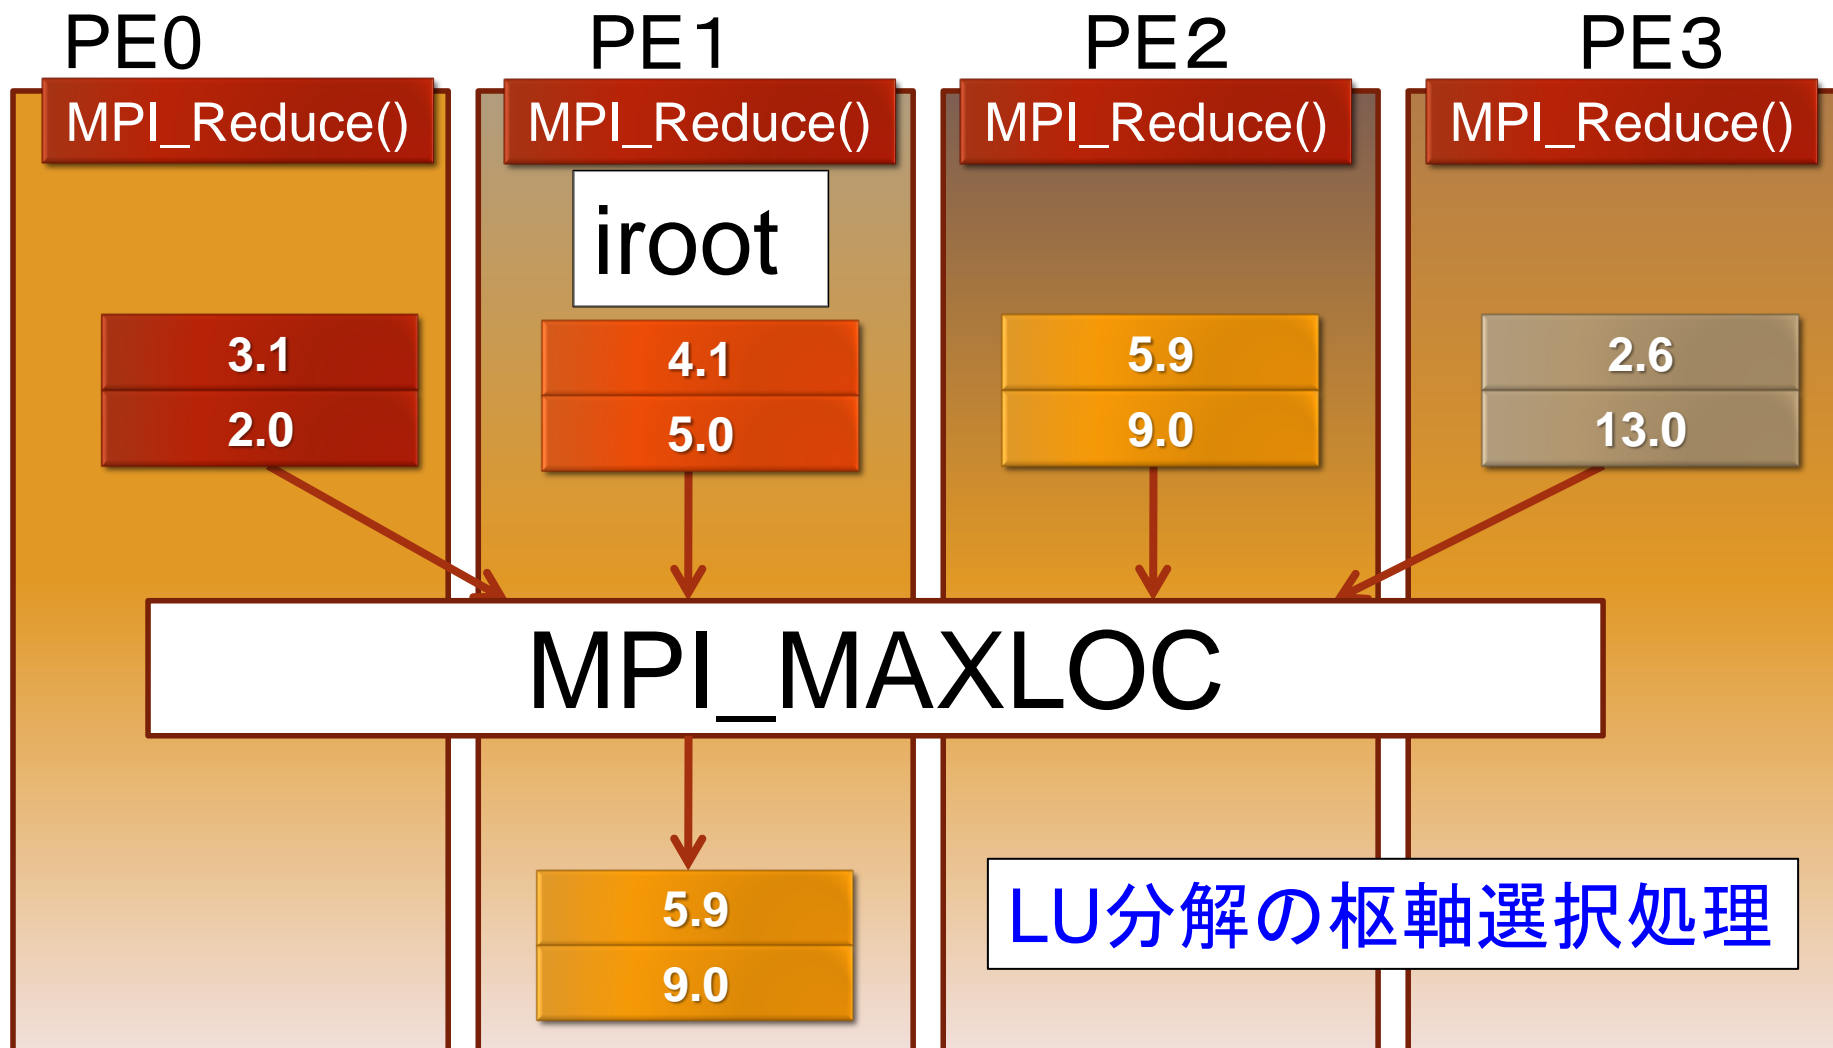 PE0
PE1
PE2
PE3
MPI_Reduce()
MPI_Reduce()
MPI_Reduce()
MPI_Reduce()
iroot
3.1
2.0
4.1
5.0
5.9
9.0
2.6
13.0
MPI_MAXLOC
5.9
9.0
LU分解の枢軸選択処理